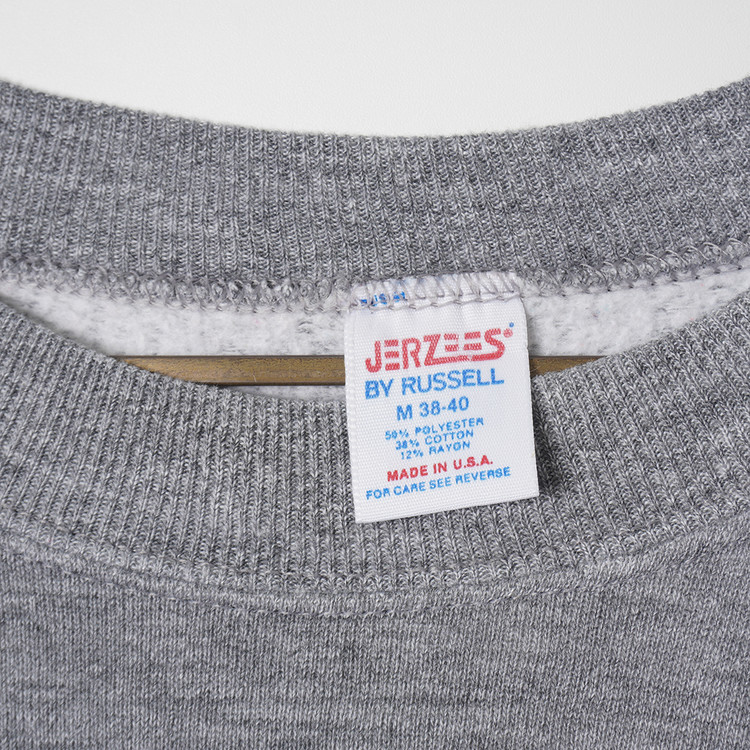 JERZEES®
BY RUSSELL
M 38-40
50% POLYESTER
38% COTTON
12% RAYON
MADE IN U.S.A.
FOR CARE SEE REVERSE